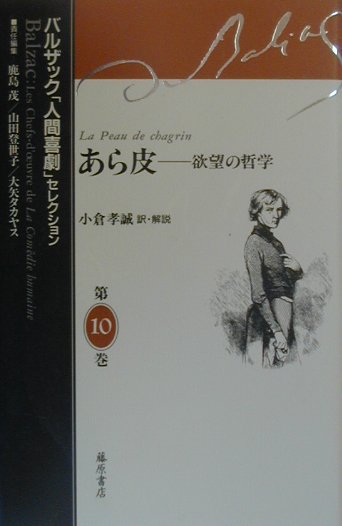 バルザック「人間喜劇」セレクション
Balzac:Les Chefs-d'œuvre de La Comédie humaine
■責任編集 鹿島茂／山田登世子／大矢タカヤス
Balzac
La Peau de chagrin
あら皮——欲望の哲学
小倉孝誠 訳・解説
第
10
巻
藤原書店